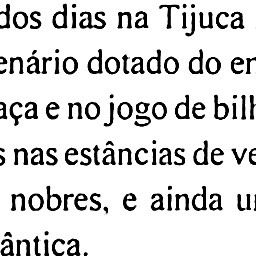 dos dias na Tijuca
enário dotado do en
aça e no jogo de bilh
s nas estâncias de ve
nobres, e ainda u
ântica.